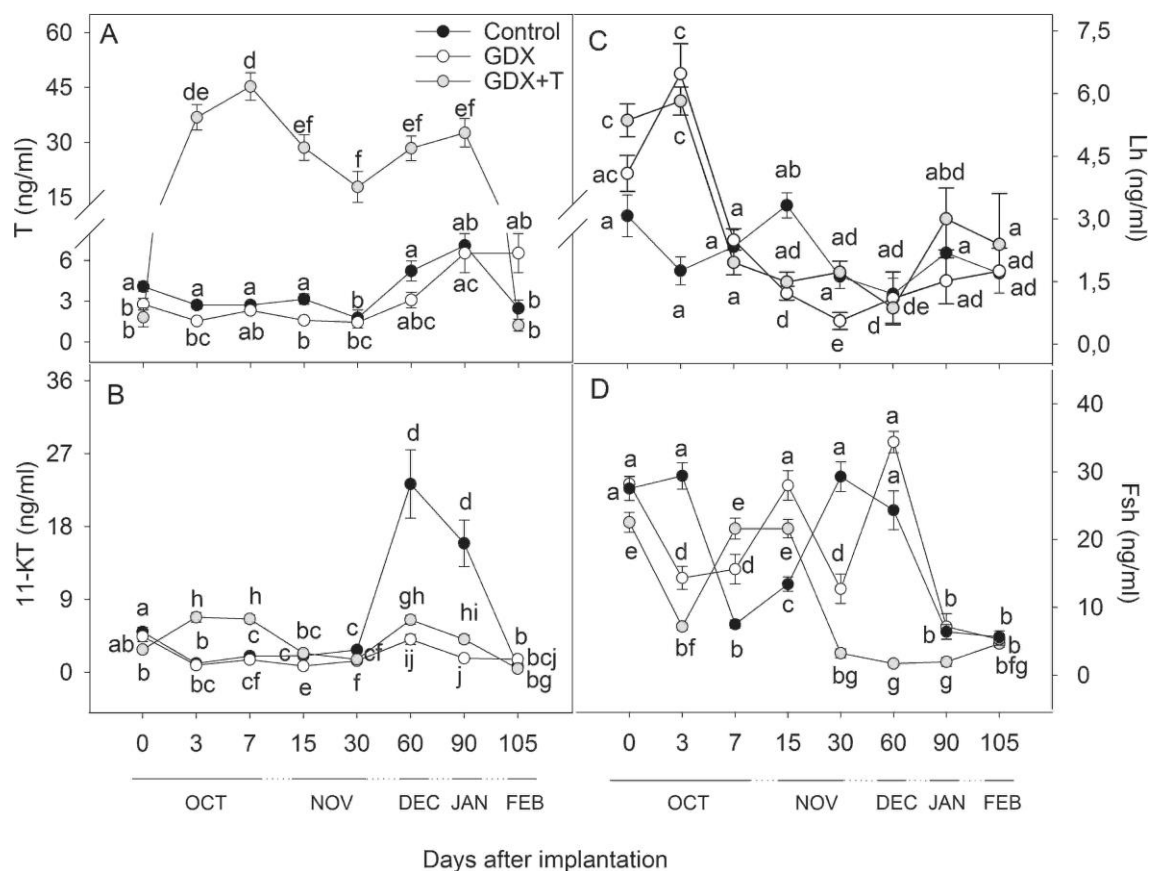 A
T (ng/ml)
60
45
30
15
6
3
0
Control
GDX
GDX+T
de
d
ef
f
ef
ef
a
b
b
a
bc
a
ab
a
b
b
bc
a
abc
ab
ac
ab
b
b
B
11-KT (ng/ml)
36
27
18
9
0
a
ab
b
h
b
bc
h
c
cf
bc
c
e
c
cf
f
d
gh
ij
d
hi
j
b
bcj
bg
C
Lh (ng/ml)
7,5
6,0
4,5
3,0
1,5
0,0
c
ac
a
c
c
a
a
a
a
ab
ad
d
ad
a
e
ad
d
de
abd
a
ad
a
ad
ad
D
Fsh (ng/ml)
40
30
20
10
0
a
a
e
a
d
bf
e
d
b
a
e
c
a
d
bg
a
a
g
b
b
g
b
b
bfg
0 3 7 15 30 60 90 105
OCT NOV DEC JAN FEB
0 3 7 15 30 60 90 105
OCT NOV DEC JAN FEB
Days after implantation